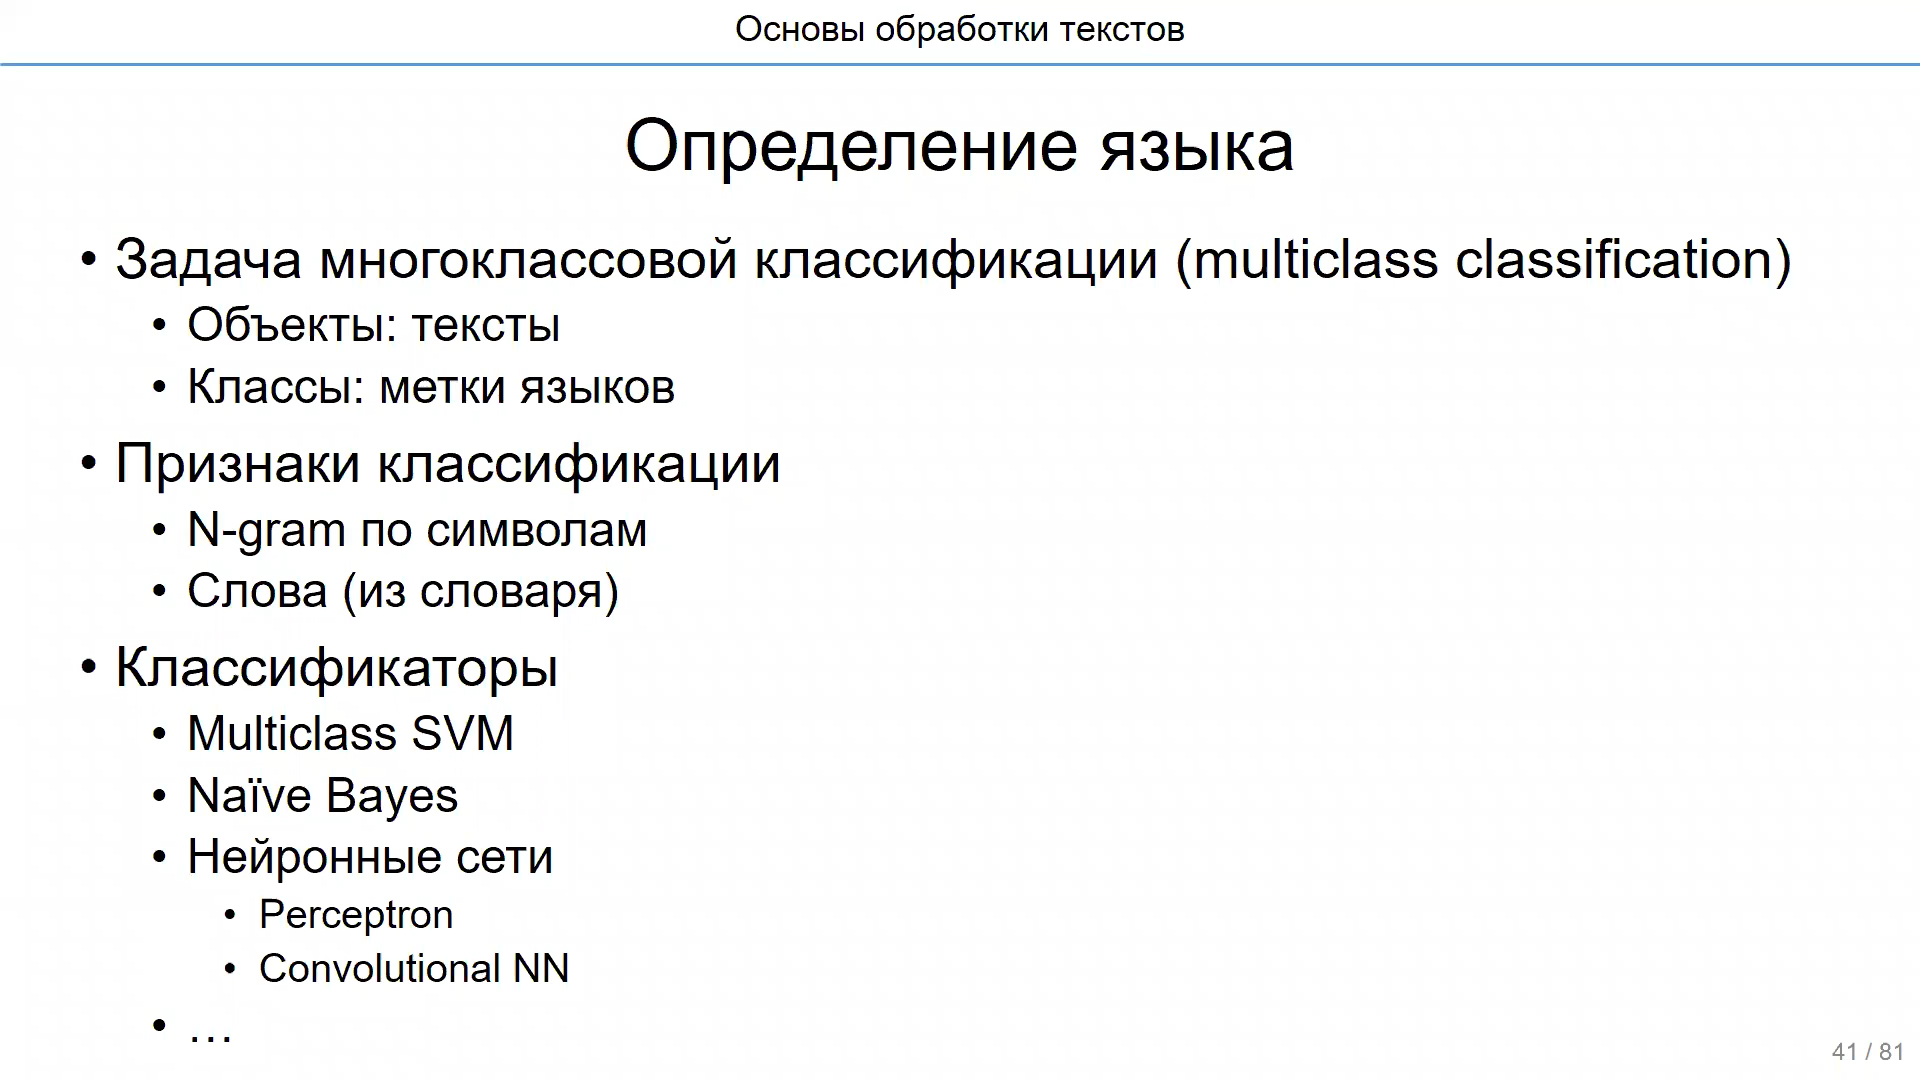 Основы обработки текстов
Определение языка
• Задача многоклассовой классификации (multiclass classification)
• Объекты: тексты
• Классы: метки языков
• Признаки классификации
• N-gram по символам
• Слова (из словаря)
• Классификаторы
• Multiclass SVM
• Naïve Bayes
• Нейронные сети
• Perceptron
• Convolutional NN
• …
41 / 81